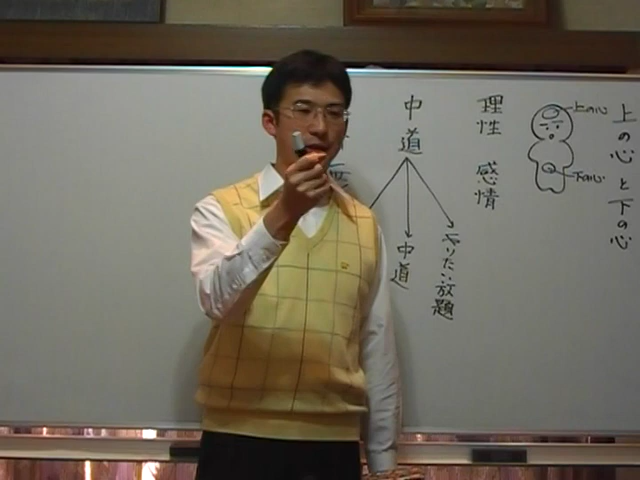 上の心と下の心
上の心
下の心
理性 感情
中道
中道
やりたい放題